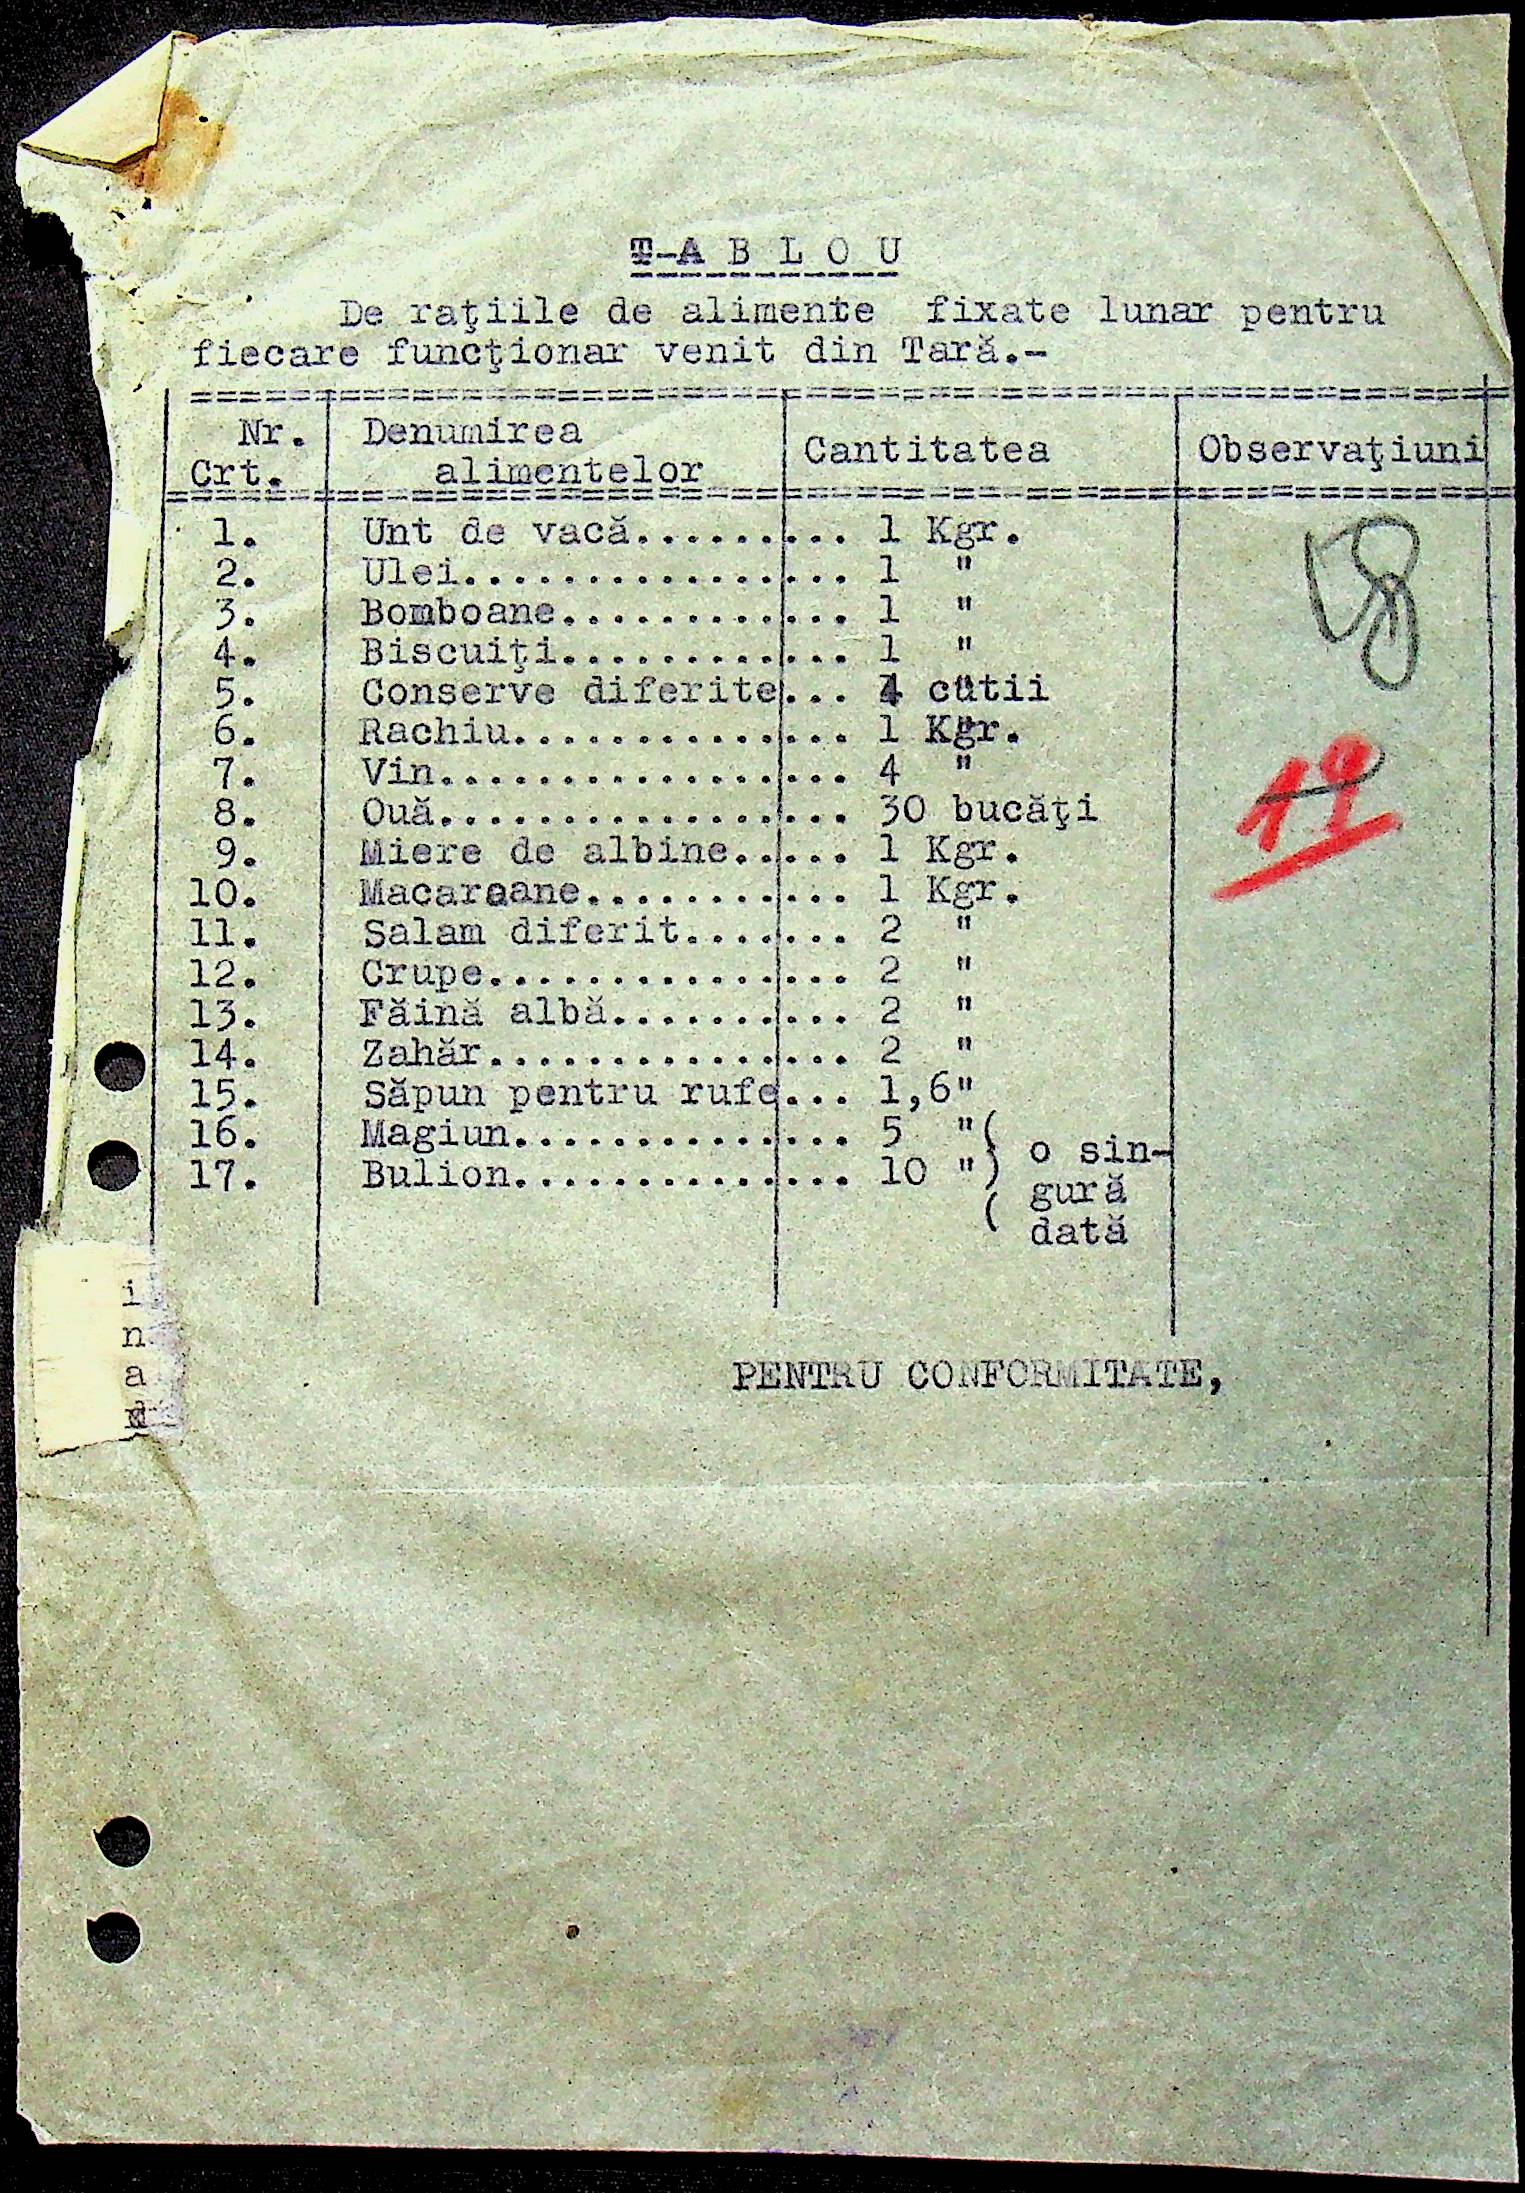 T-A B L O U
De raţiile de alimente fixate lunar pentru
fiecare funcţionar venit din Tară.-
Nr. Crt. | Denumirea alimentelor | Cantitatea | Observaţiuni
1. Unt de vacă.......... 1 Kgr.
2. Ulei................ 1 "
3. Bomboane............ 1 "
4. Biscuiţi............ 1 "
5. Conserve diferite... 4 cutii
6. Rachiu.............. 1 Kgr.
7. Vin................. 4 "
8. Ouă................. 30 bucăţi
9. Miere de albine..... 1 Kgr.
10. Macaroane........... 1 Kgr.
11. Salam diferit....... 2 "
12. Crupe............... 2 "
13. Făină albă.......... 2 "
14. Zahăr............... 2 "
15. Săpun pentru rufe... 1,6"
16. Magiun.............. 5 "( o sin-
17. Bulion.............. 10 ") gură
( dată
58
19
i
n
a
PENTRU CONFORMITATE,